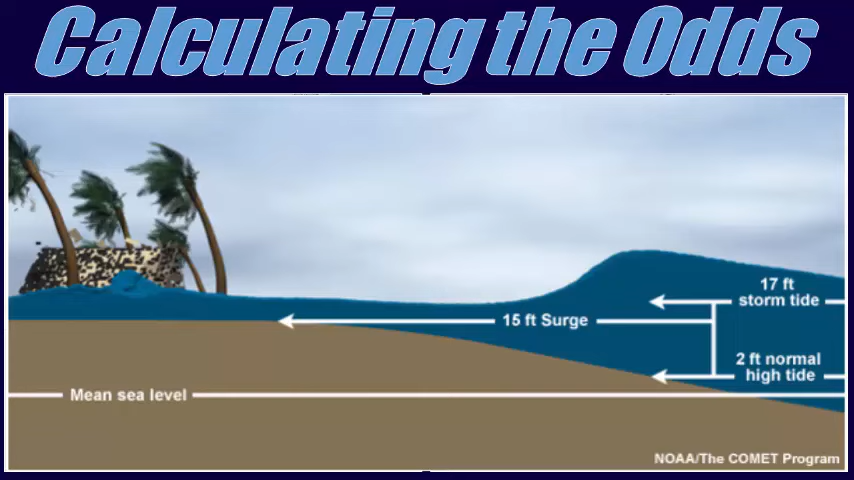 Calculating the Odds
17 ft
storm tide
15 ft Surge
2 ft normal
high tide
Mean sea level
NOAA/The COMET Program